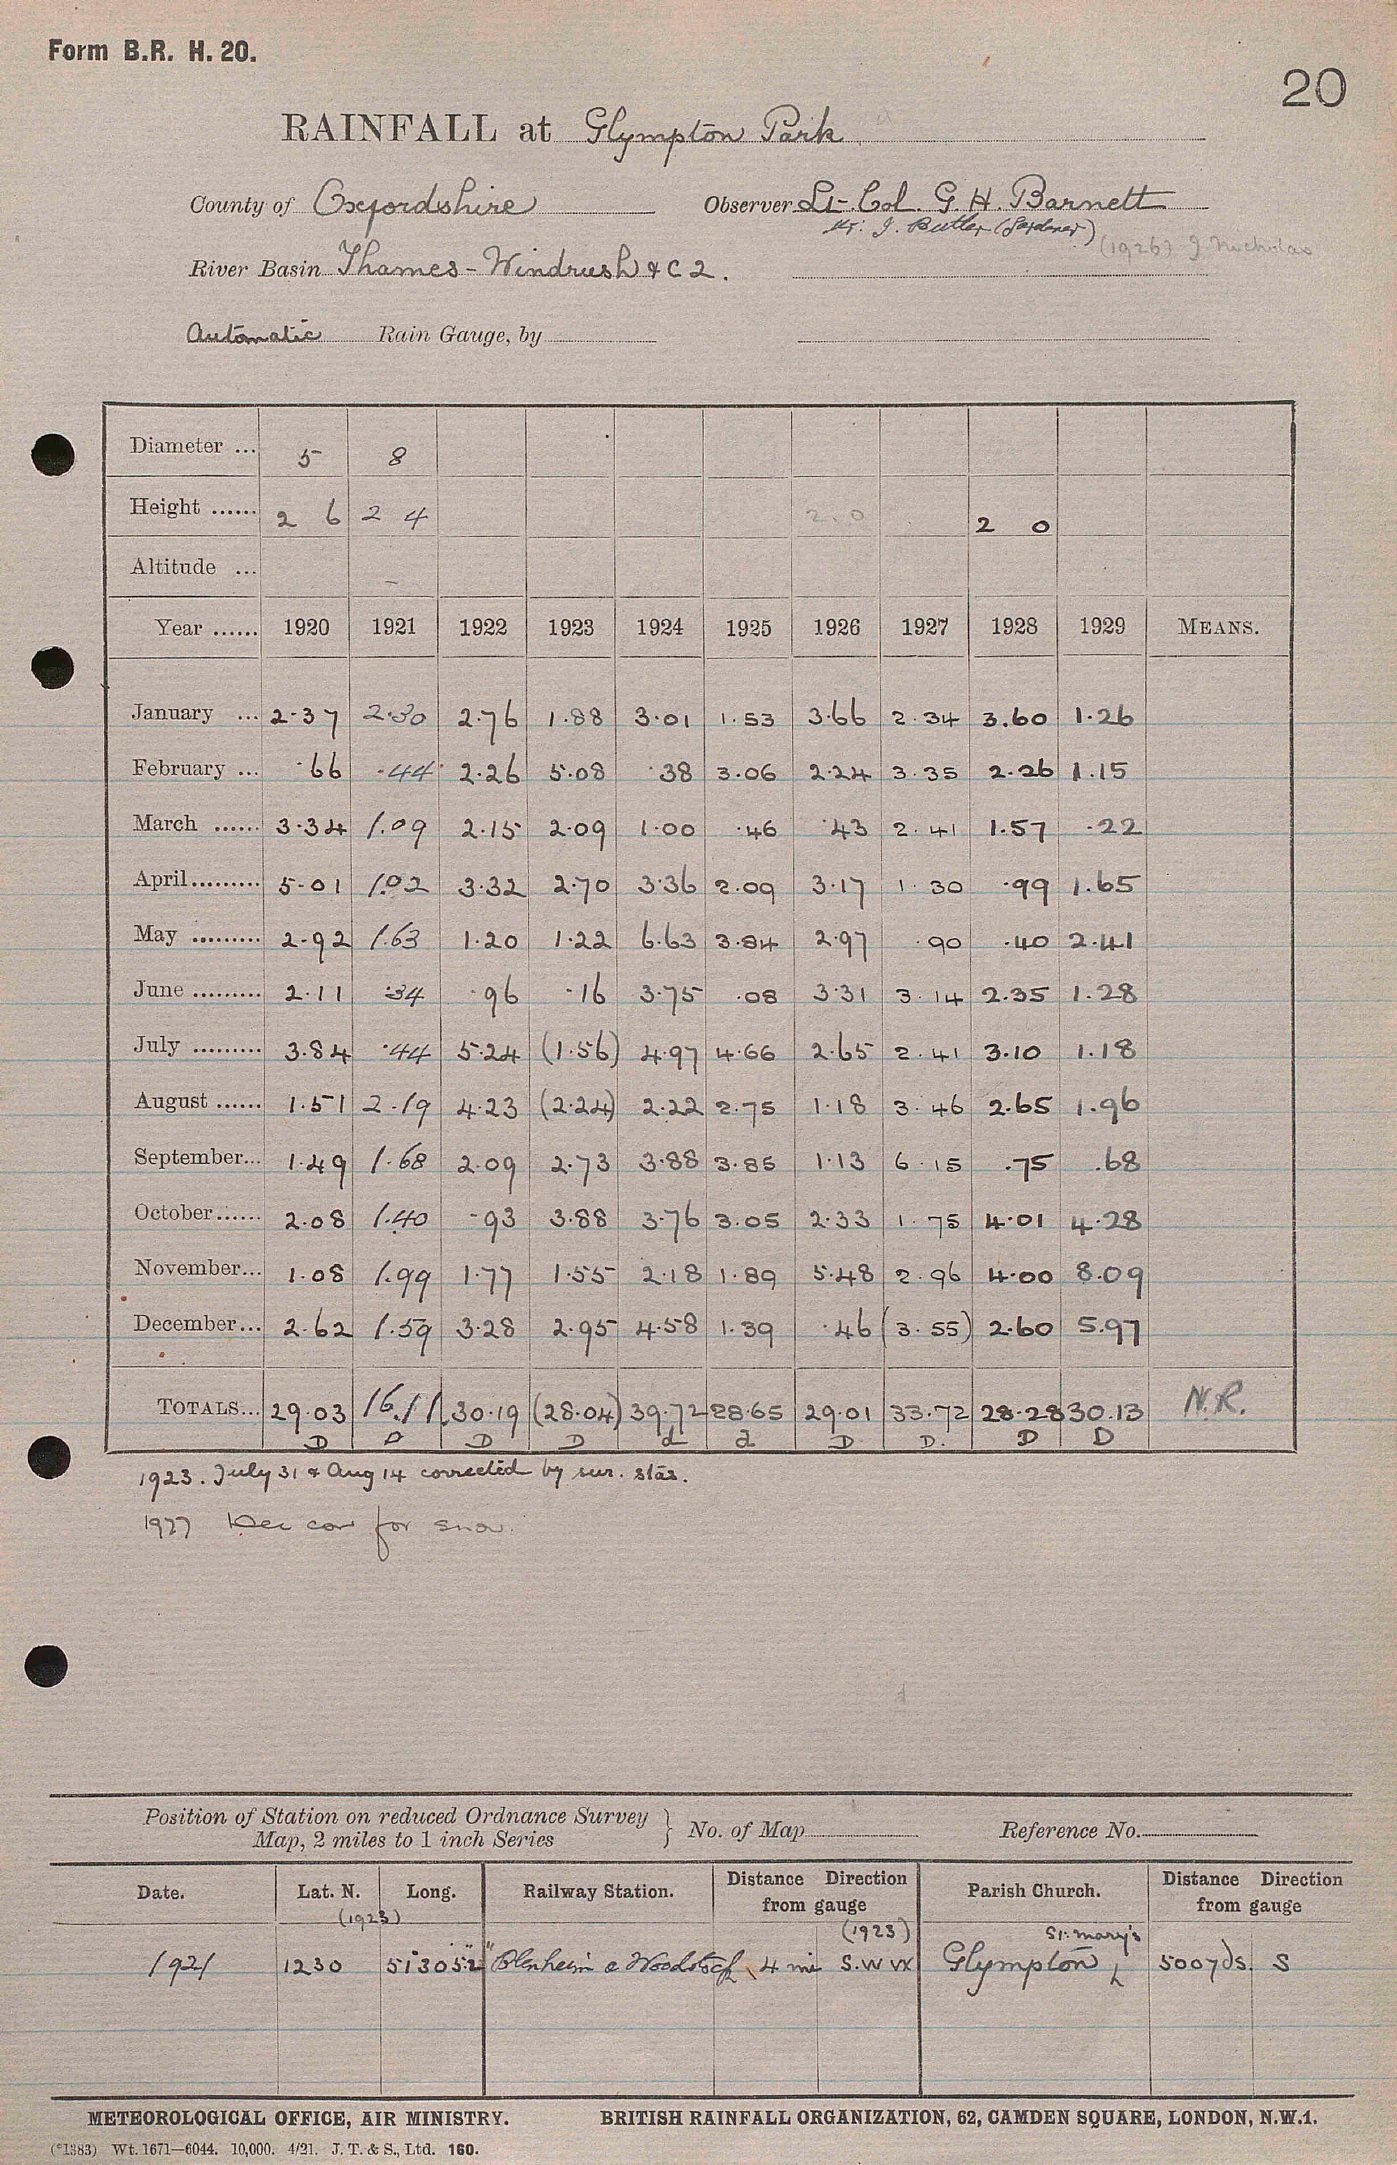 Form B.R. H. 20.
20
RAINFALL at Glympton Park
County of Oxfordshire Observer Lt-Col. G. H. Barnett
Mr. J. Butler (Gardener)
(1926) J. Nicholas
River Basin Thames - Windrush &c 2.
Automatic Rain Gauge, by
Diameter ... 5 8
Height ...... 2 6 2 4 2.0 2 0
Altitude ... –
Year ...... 1920 1921 1922 1923 1924 1925 1926 1927 1928 1929 MEANS.
January ... 2.37 2.30 2.76 1.88 3.01 1.53 3.66 2.34 3.60 1.26
February ... .66 .44 2.26 5.08 .38 3.06 2.24 3.35 2.26 1.15
March ...... 3.34 1.09 2.15 2.09 1.00 .46 .43 2.41 1.57 .22
April ......... 5.01 1.02 3.32 2.70 3.36 2.09 3.17 1.30 .99 1.65
May ......... 2.92 1.63 1.20 1.22 6.63 3.84 2.97 .90 .40 2.41
June ......... 2.11 .34 .96 .16 3.75 .08 3.31 3.14 2.35 1.28
July ......... 3.84 .44 5.24 (1.56) 4.97 4.66 2.65 2.41 3.10 1.18
August ...... 1.51 2.19 4.23 (2.24) 2.22 2.75 1.18 3.46 2.65 1.96
September... 1.49 1.68 2.09 2.73 3.88 3.85 1.13 6.15 .75 .68
October...... 2.08 1.40 .93 3.88 3.76 3.05 2.33 1.75 4.01 4.28
November... 1.08 1.99 1.77 1.55 2.18 1.89 5.48 2.96 4.00 8.09
December... 2.62 1.59 3.28 2.95 4.58 1.39 .46 (3.55) 2.60 5.97
TOTALS... 29.03 16.11 30.19 (28.04) 39.72 28.65 29.01 33.72 28.28 30.13 N.R.
D D D D d d D D. D D
1923. July 31 & Aug 14 corrected by sur. stas.
1927 Dec cor for snow.
Position of Station on reduced Ordnance Survey
Map, 2 miles to 1 inch Series } No. of Map Reference No.
Date. Lat. N. Long. Railway Station. Distance Direction from gauge Parish Church. Distance Direction from gauge
(1923) (1923) St. Mary's
1921 1230 513052 "Blenheim & Woodstock 4 mi S.W Glympton 500yds. S
METEOROLOGICAL OFFICE, AIR MINISTRY. BRITISH RAINFALL ORGANIZATION, 62, CAMDEN SQUARE, LONDON, N.W.1.
(*1383) Wt. 1671—6044. 10,000. 4/21. J. T. & S., Ltd. 160.